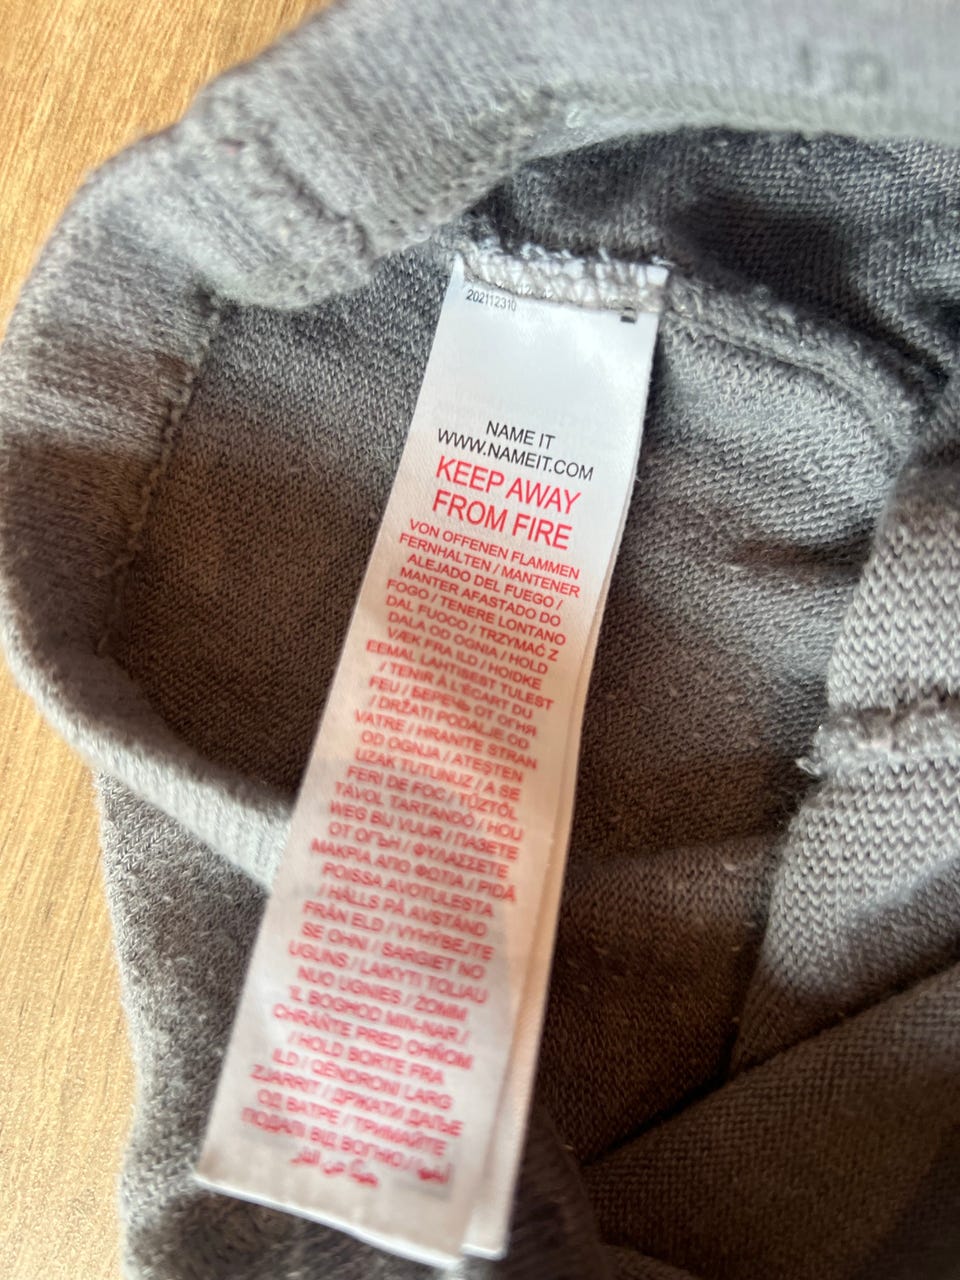 202112310
NAME IT
WWW.NAMEIT.COM
KEEP AWAY
FROM FIRE
VON OFFENEN FLAMMEN
FERNHALTEN / MANTENER
ALEJADO DEL FUEGO /
MANTER AFASTADO DO
FOGO / TENERE LONTANO
DAL FUOCO / TRZYMAĆ Z
DALA OD OGNIA / HOLD
VÆK FRA ILD / HOIDKE
EEMAL LAHTISEST TULEST
/ TENIR À L'ÉCART DU
FEU / БЕРЕЧЬ ОТ ОГНЯ
/ DRŽATI PODALJE OD
VATRE / HRANITE STRAN
OD OGNJA / ATEŞTEN
UZAK TUTUNUZ / A SE
FERI DE FOC / TŰZTŐL
TÁVOL TARTANDÓ / HOU
WEG BIJ VUUR / ПАЗЕТЕ
ОТ ОГЪН / ΦΥΛΑΣΣΕΤΕ
ΜΑΚΡΙΑ ΑΠΟ ΦΩΤΙΑ / PIDÄ
POISSA AVOTULESTA
/ HÅLLS PÅ AVSTÅND
FRÅN ELD / VYHÝBEJTE
SE OHNI / SARGIET NO
UGUNS / LAIKYTI TOLIAU
NUO UGNIES / ŻOMM
'IL BOGHOD MIN-NAR /
CHRÁŇTE PRED OHŇOM
/ HOLD BORTE FRA
ILD / QËNDRONI LARG
ZJARRIT / ДРЖАТИ ДАЉЕ
ОД ВАТРЕ / ТРИМАЙТЕ
ПОДАЛІ ВІД ВОГНЮ /
عن النار